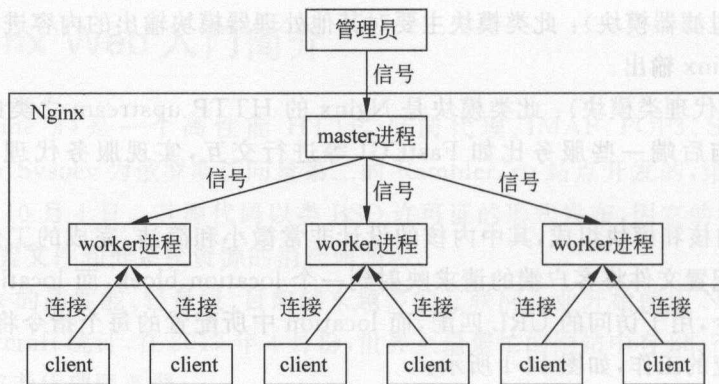 管理员
信号
Nginx
master进程
信号 信号 信号
worker进程 worker进程 worker进程
连接 连接 连接 连接 连接 连接
client client client client client client